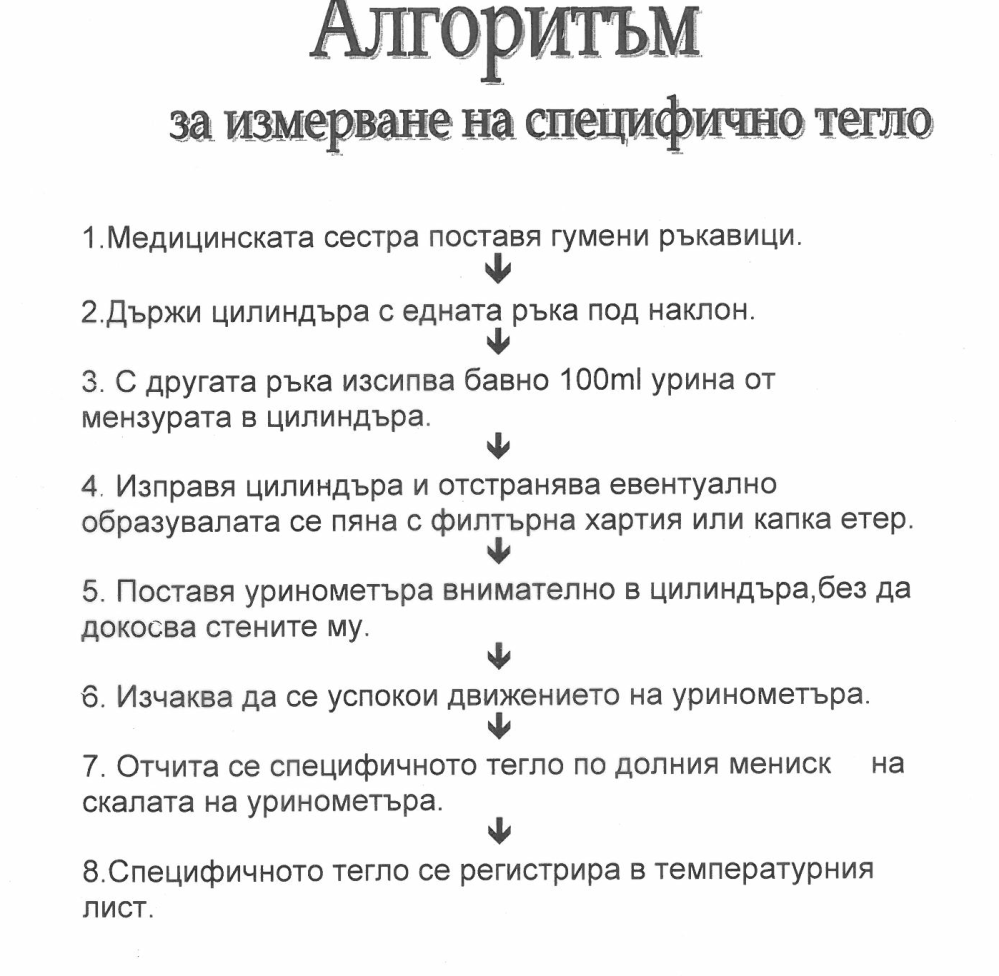 Алгоритъм
за измерване на специфично тегло
1.Медицинската сестра поставя гумени ръкавици.
2.Държи цилиндъра с едната ръка под наклон.
3. С другата ръка изсипва бавно 100ml урина от
мензурата в цилиндъра.
4. Изправя цилиндъра и отстранява евентуално
образувалата се пяна с филтърна хартия или капка етер.
5. Поставя уринометъра внимателно в цилиндъра,без да
докосва стените му.
6. Изчаква да се успокои движението на уринометъра.
7. Отчита се специфичното тегло по долния мениск на
скалата на уринометъра.
8.Специфичното тегло се регистрира в температурния
лист.